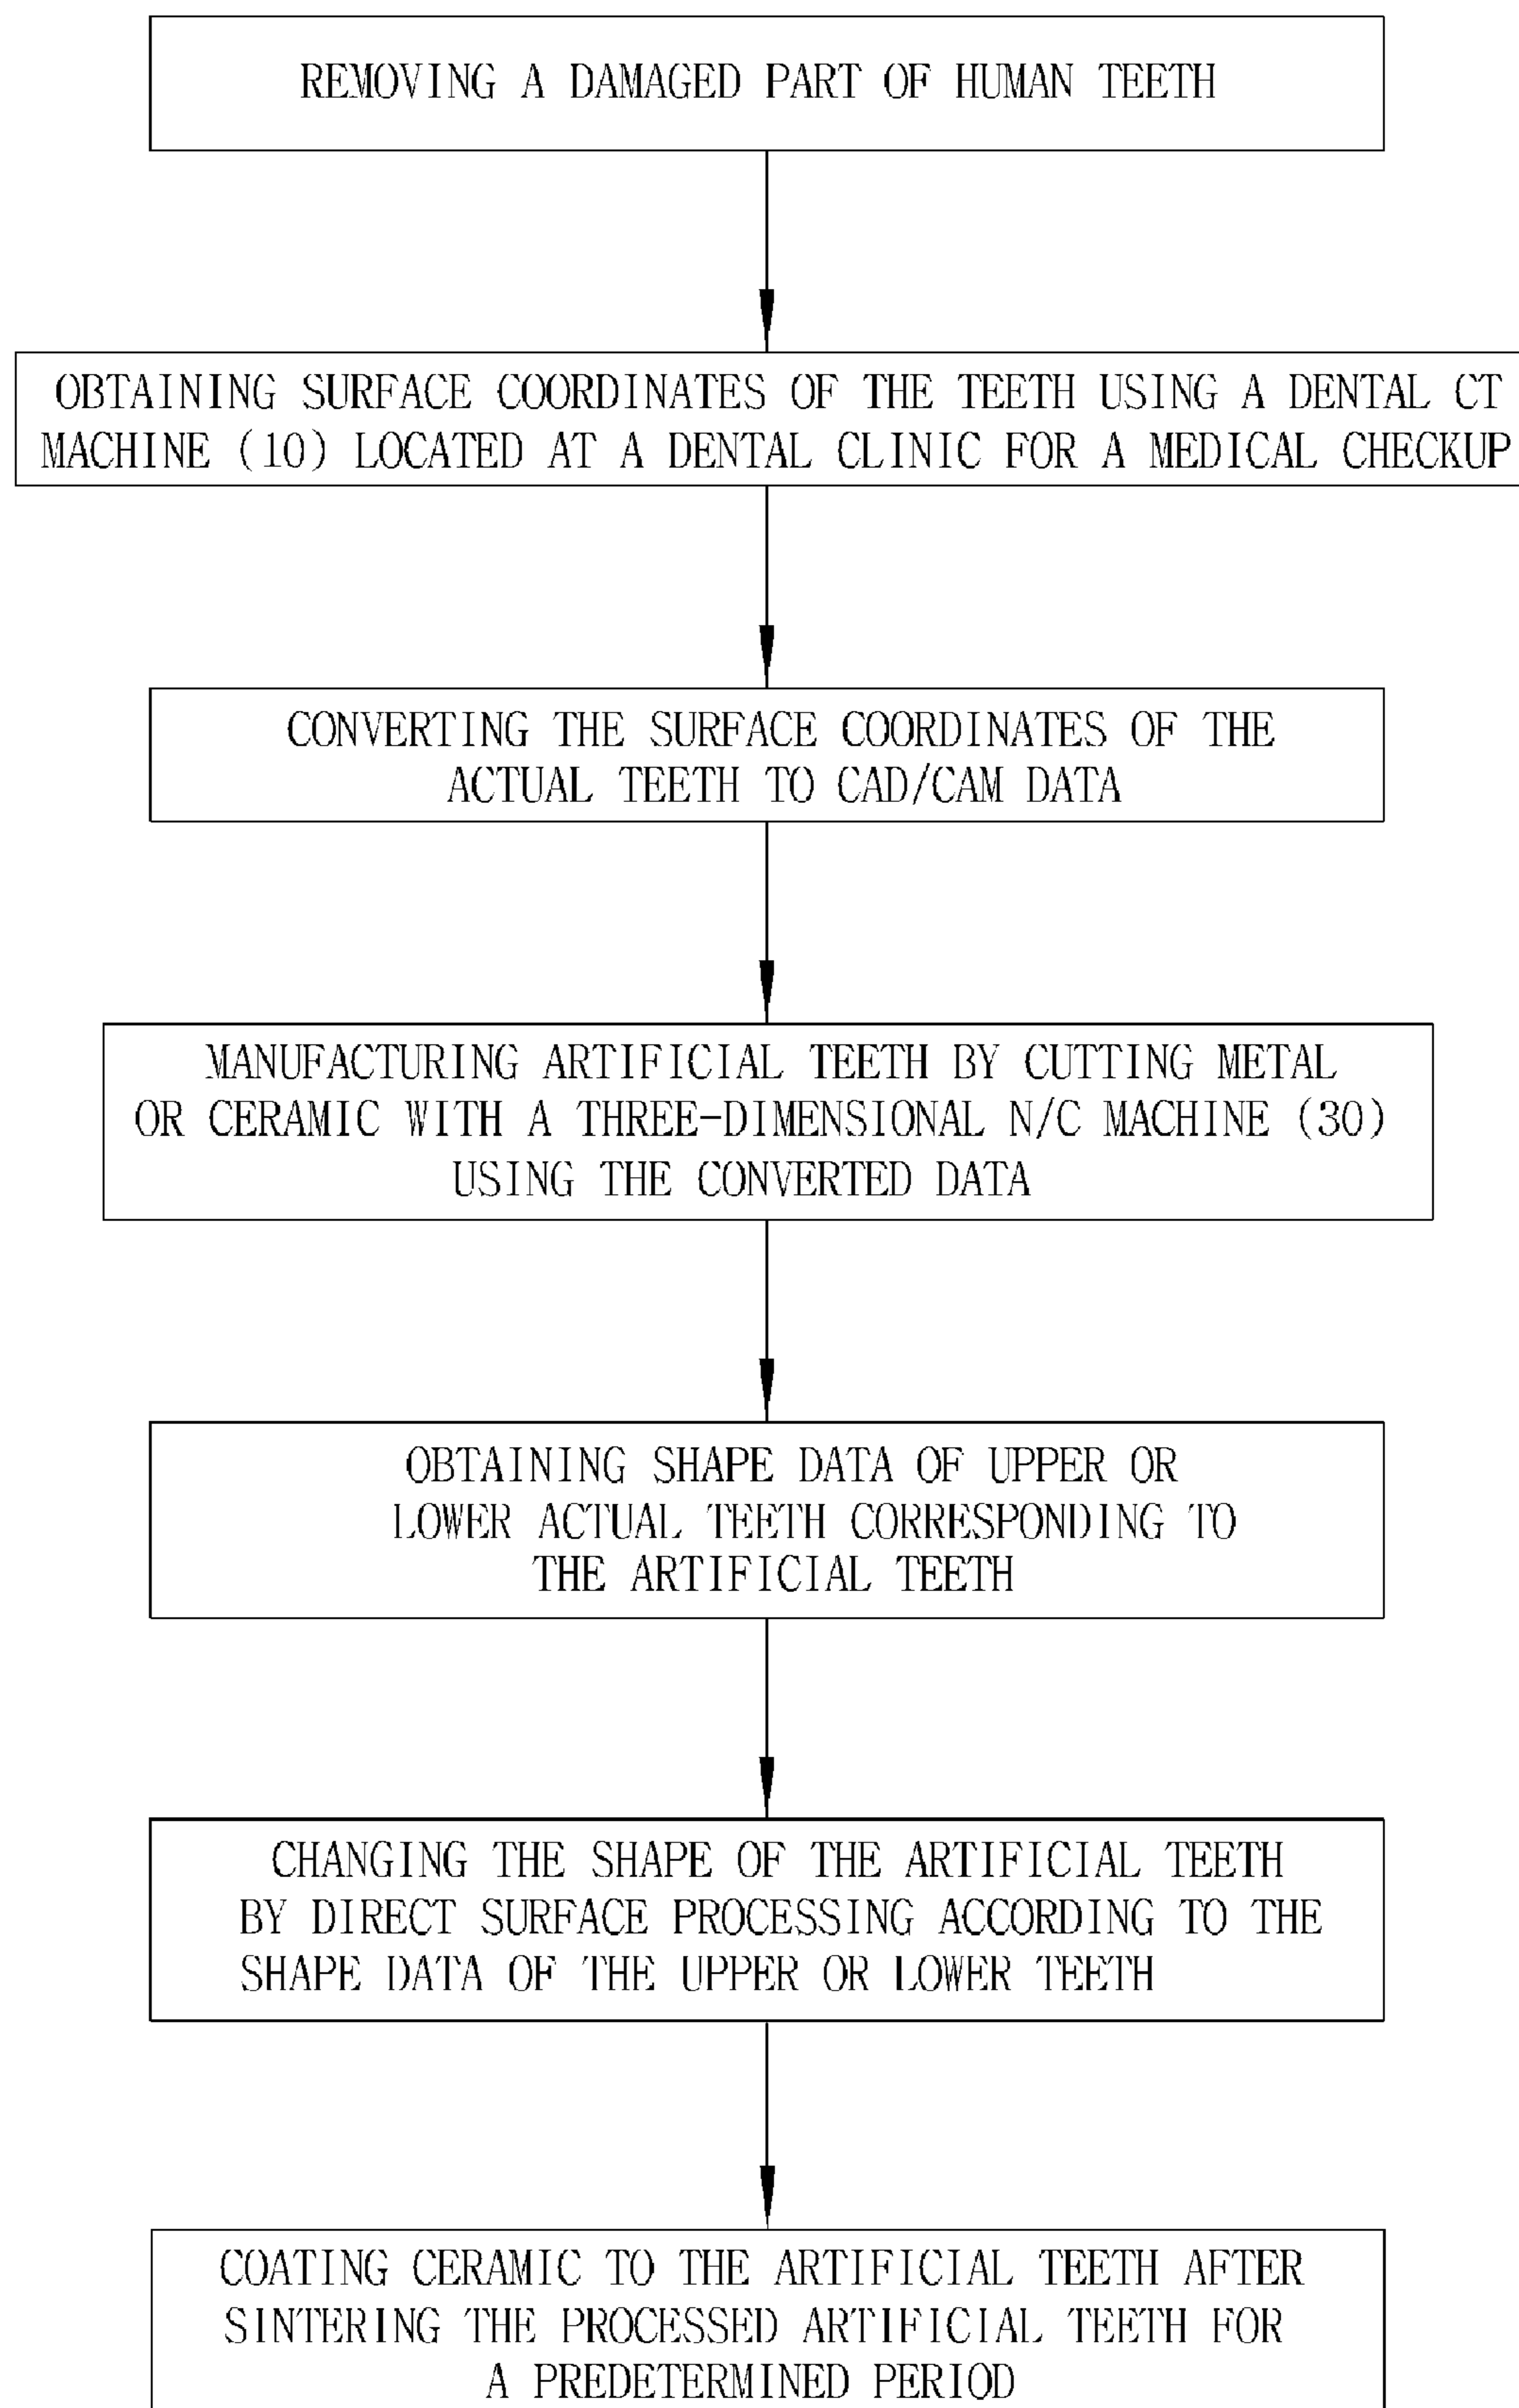 REMOVING A DAMAGED PART OF HUMAN TEETH
OBTAINING SURFACE COORDINATES OF THE TEETH USING A DENTAL CT
MACHINE (10) LOCATED AT A DENTAL CLINIC FOR A MEDICAL CHECKUP
CONVERTING THE SURFACE COORDINATES OF THE
ACTUAL TEETH TO CAD/CAM DATA
MANUFACTURING ARTIFICIAL TEETH BY CUTTING METAL
OR CERAMIC WITH A THREE-DIMENSIONAL N/C MACHINE (30)
USING THE CONVERTED DATA
OBTAINING SHAPE DATA OF UPPER OR
LOWER ACTUAL TEETH CORRESPONDING TO
THE ARTIFICIAL TEETH
CHANGING THE SHAPE OF THE ARTIFICIAL TEETH
BY DIRECT SURFACE PROCESSING ACCORDING TO THE
SHAPE DATA OF THE UPPER OR LOWER TEETH
COATING CERAMIC TO THE ARTIFICIAL TEETH AFTER
SINTERING THE PROCESSED ARTIFICIAL TEETH FOR
A PREDETERMINED PERIOD